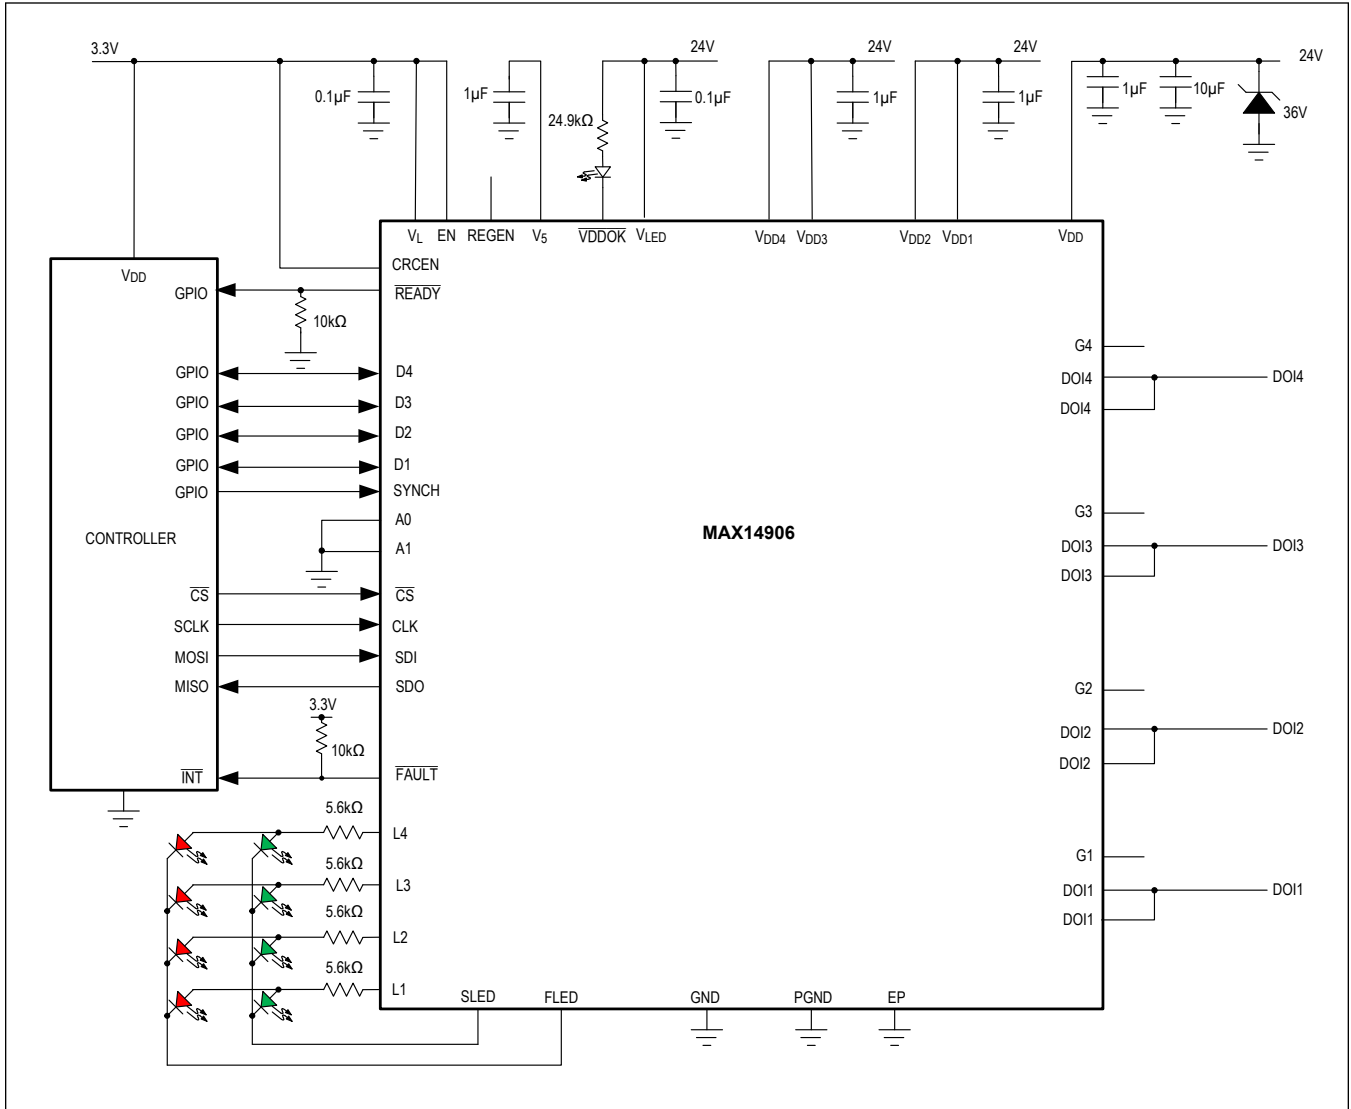 3.3V
24V
24V
24V
24V
0.1µF
1µF
0.1µF
1µF
1µF
1µF
10µF
36V
24.9kΩ
VL EN REGEN V5 VDDOK VLED VDD4 VDD3 VDD2 VDD1 VDD
VDD
CRCEN
GPIO
READY
10kΩ
G4
GPIO
D4
DOI4
DOI4
GPIO
D3
DOI4
GPIO
D2
GPIO
D1
GPIO
SYNCH
A0
G3
CONTROLLER
MAX14906
A1
DOI3
DOI3
DOI3
CS
CS
SCLK
CLK
MOSI
SDI
MISO
SDO
G2
3.3V
10kΩ
DOI2
DOI2
DOI2
INT
FAULT
5.6kΩ
L4
G1
5.6kΩ
L3
DOI1
DOI1
5.6kΩ
DOI1
L2
5.6kΩ
L1
SLED FLED GND PGND EP